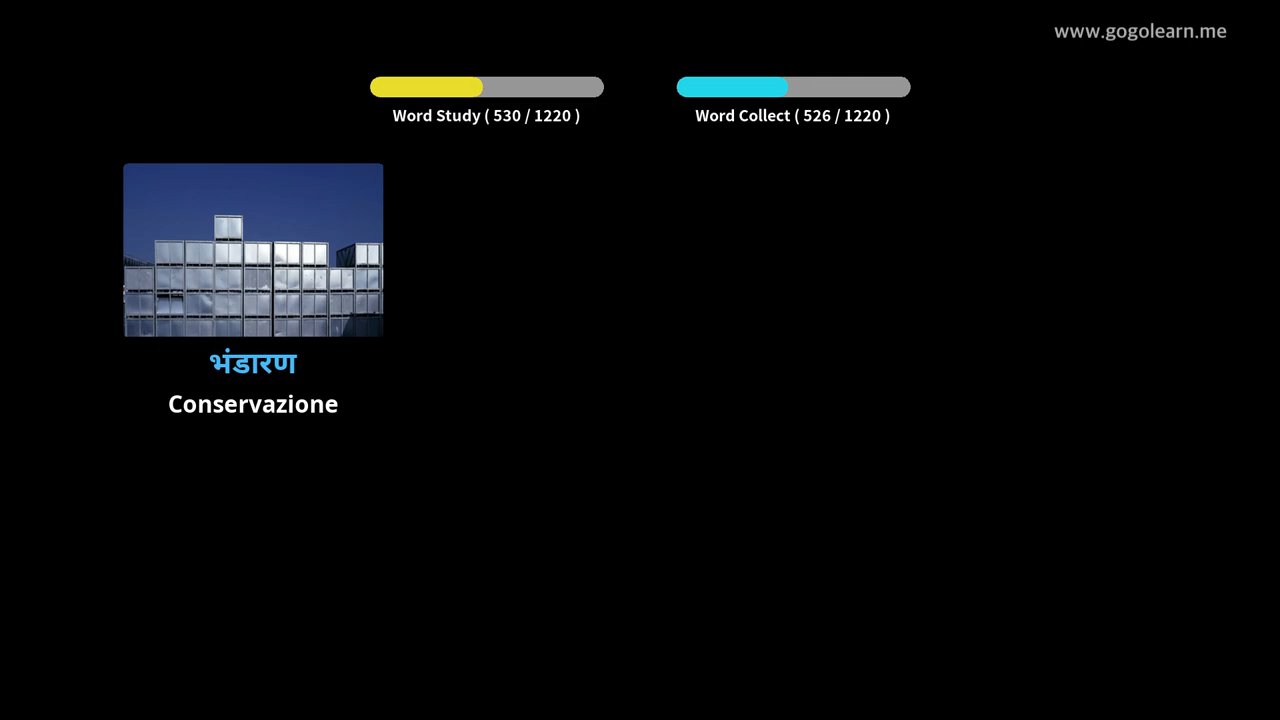 www.gogolearn.me
Word Study ( 530 / 1220 )
Word Collect ( 526 / 1220 )
भंडारण
Conservazione